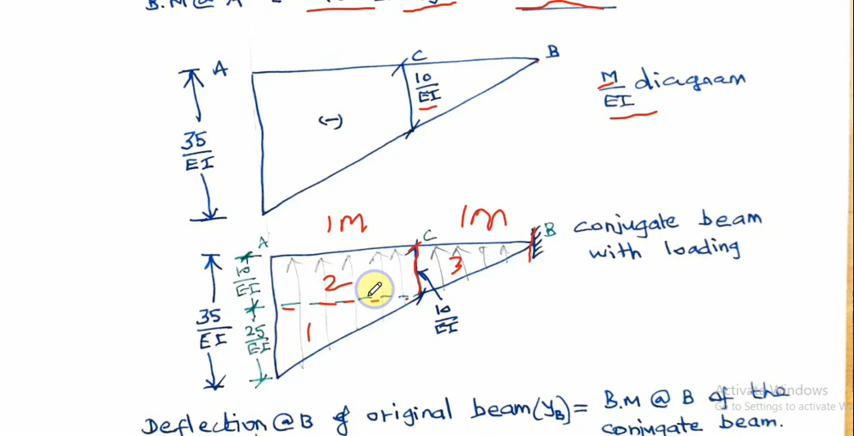 B.M @ A
A
C
B
10/EI
M/EI diagram
(-)
35/EI
1M
1M
A
C
B
conjugate beam
with loading
10/EI
2
3
35/EI
25/EI
1
10/EI
Activate Windows
Go to Settings to activate W
Deflection @ B of original beam (yB) = B.M @ B of the
conjugate beam.